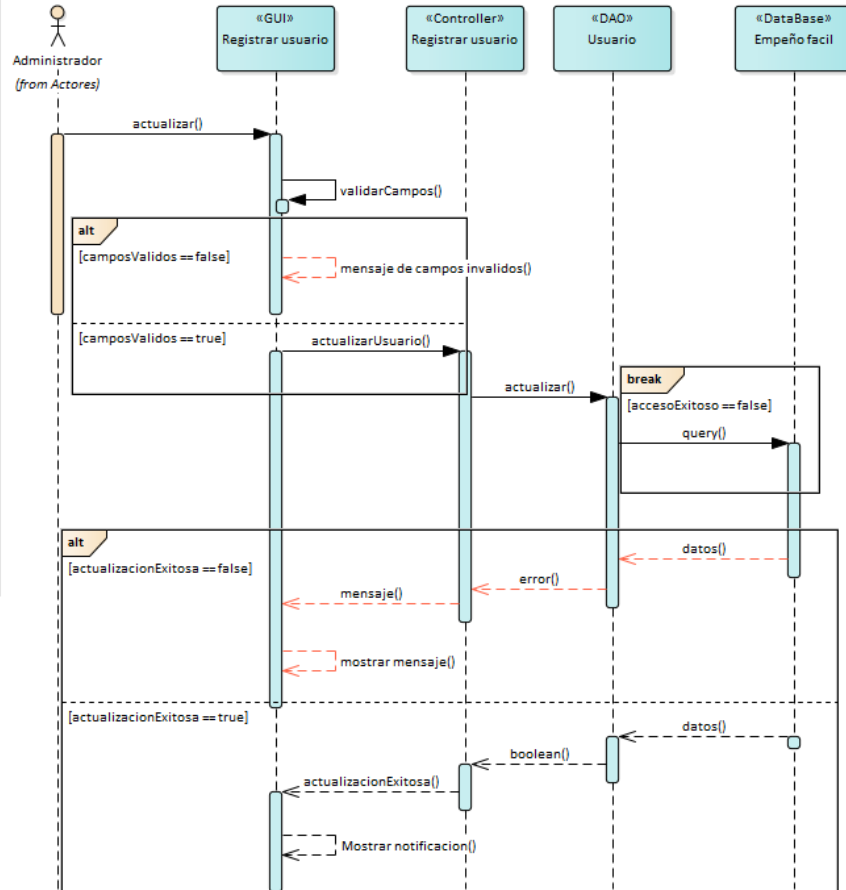 «GUI»
Registrar usuario
«Controller»
Registrar usuario
«DAO»
Usuario
«DataBase»
Empeño facil
Administrador
(from Actores)
actualizar()
validarCampos()
alt
[camposValidos == false]
mensaje de campos invalidos()
[camposValidos == true]
actualizarUsuario()
actualizar()
break
[accesoExitoso == false]
query()
alt
[actualizacionExitosa == false]
datos()
error()
mensaje()
mostrar mensaje()
[actualizacionExitosa == true]
datos()
boolean()
actualizacionExitosa()
Mostrar notificacion()